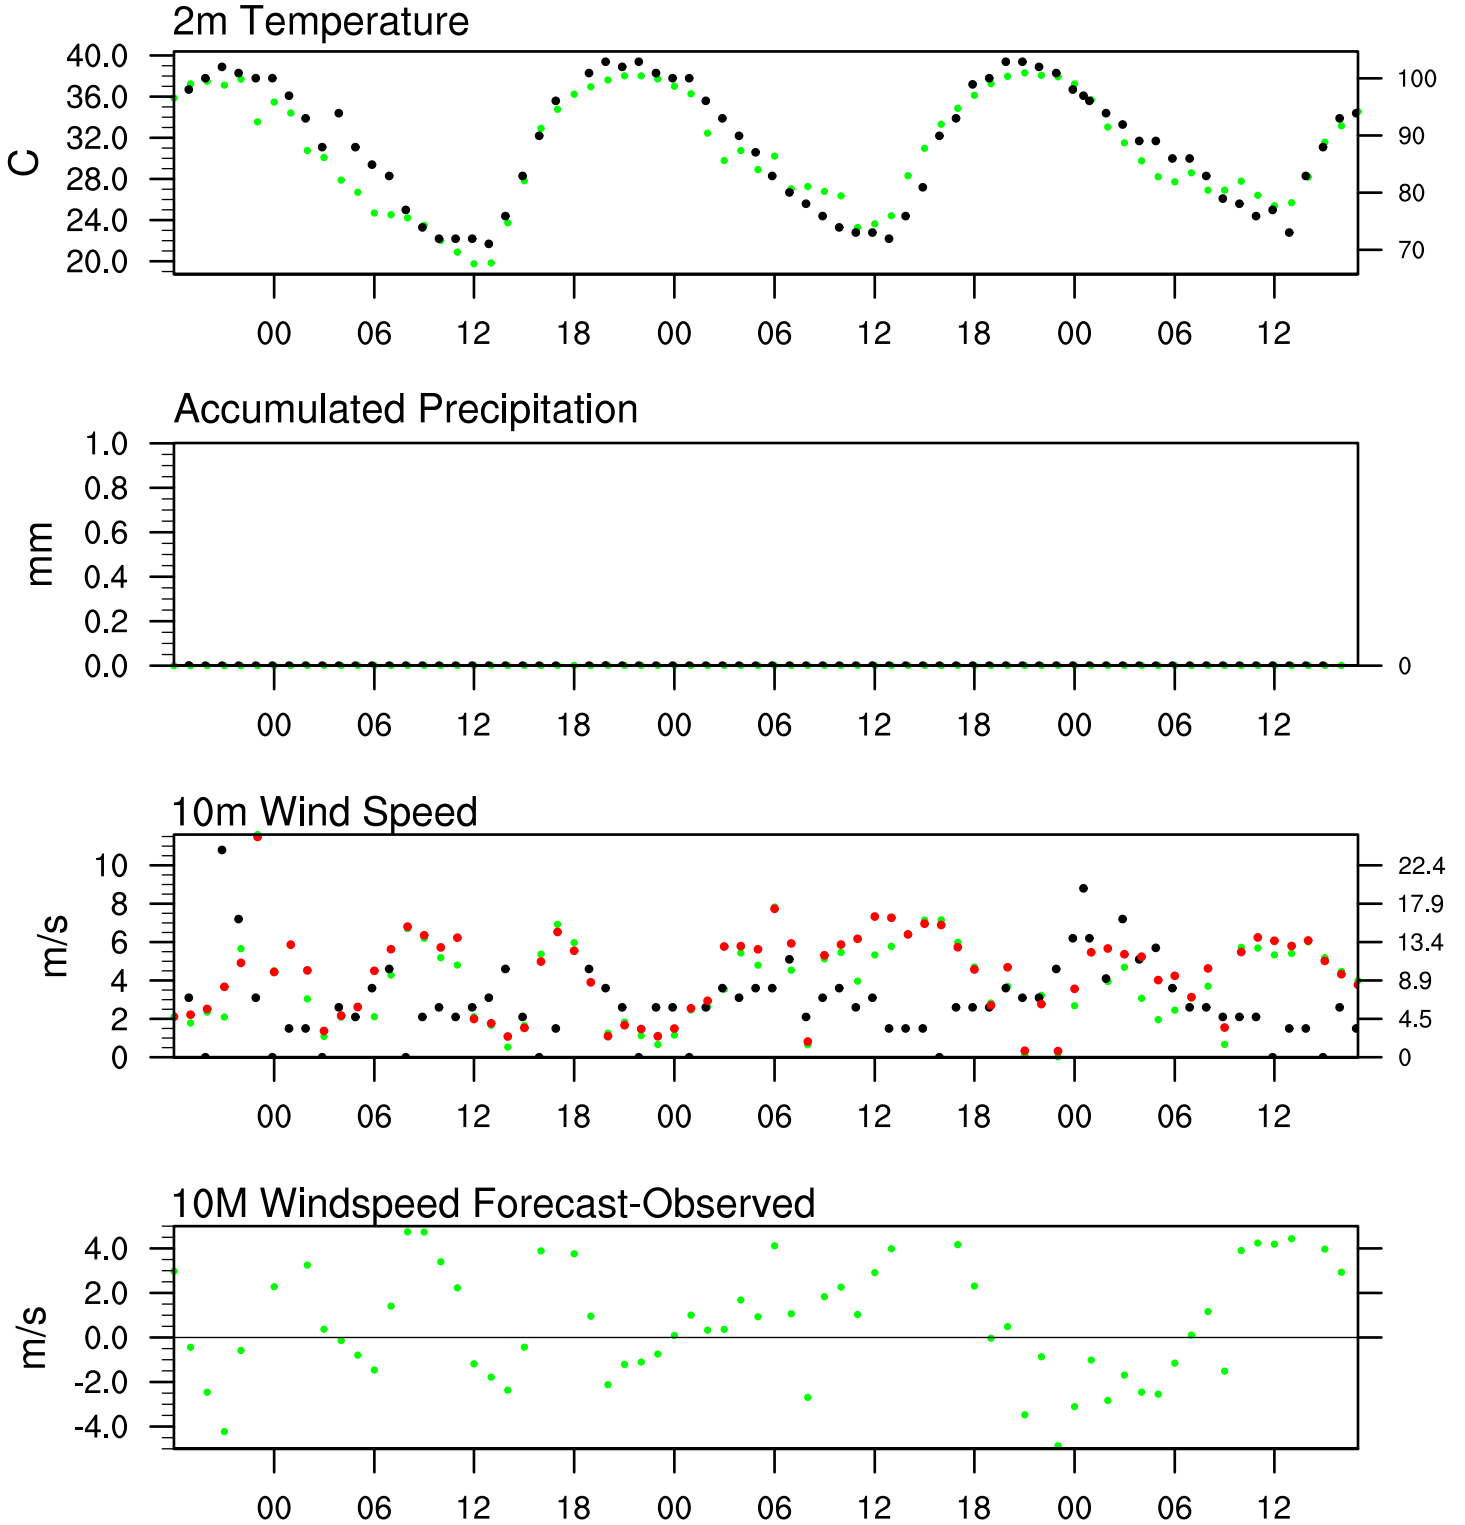 2m Temperature
40.0
36.0
32.0
28.0
24.0
20.0
C
100
90
80
70
00 06 12 18 00 06 12 18 00 06 12
Accumulated Precipitation
1.0
0.8
0.6
0.4
0.2
0.0
mm
0
00 06 12 18 00 06 12 18 00 06 12
10m Wind Speed
10
8
6
4
2
0
m/s
22.4
17.9
13.4
8.9
4.5
0
00 06 12 18 00 06 12 18 00 06 12
10M Windspeed Forecast-Observed
4.0
2.0
0.0
-2.0
-4.0
m/s
00 06 12 18 00 06 12 18 00 06 12